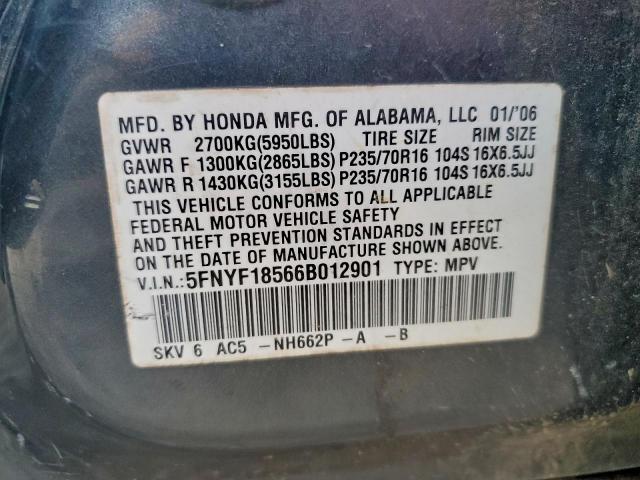 MFD. BY HONDA MFG. OF ALABAMA, LLC 01/'06
GVWR 2700KG(5950LBS) TIRE SIZE RIM SIZE
GAWR F 1300KG(2865LBS) P235/70R16 104S 16X6.5JJ
GAWR R 1430KG(3155LBS) P235/70R16 104S 16X6.5JJ
THIS VEHICLE CONFORMS TO ALL APPLICABLE
FEDERAL MOTOR VEHICLE SAFETY
AND THEFT PREVENTION STANDARDS IN EFFECT
ON THE DATE OF MANUFACTURE SHOWN ABOVE.
V.I.N.:5FNYF18566B012901 TYPE: MPV
SKV 6 AC5 -NH662P -A -B